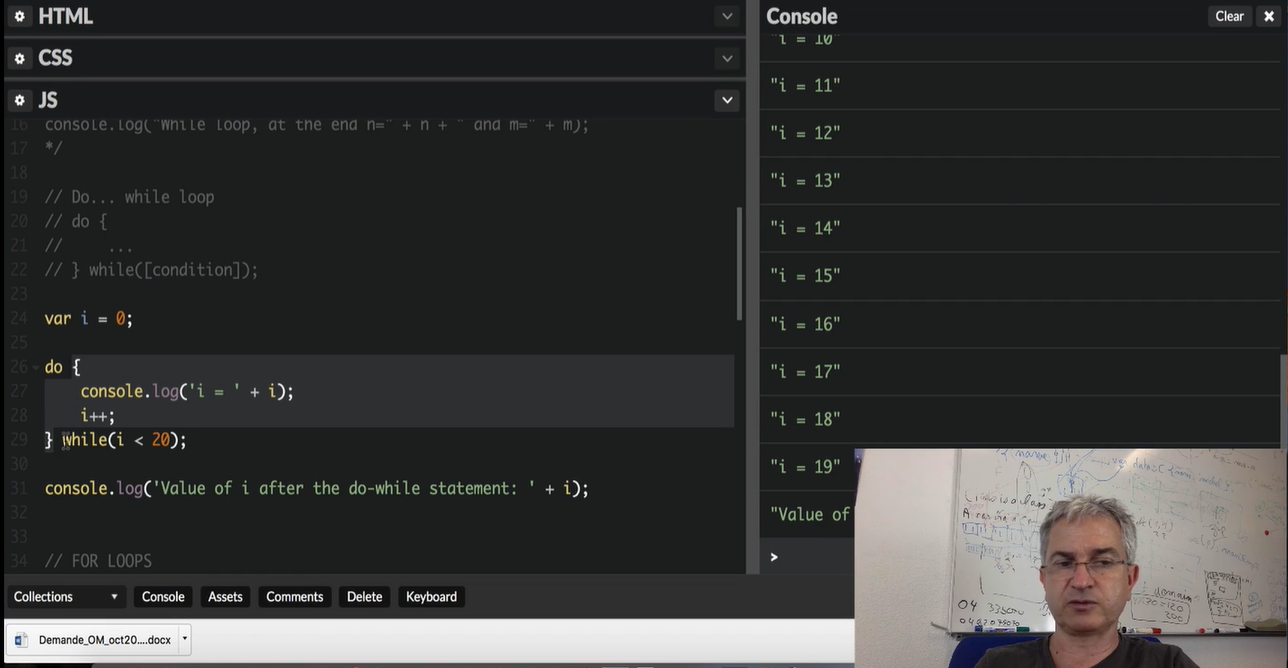 HTML
CSS
JS
16 console.log("While loop, at the end n=" + n + " and m=" + m);
17 */
18
19 // Do... while loop
20 // do {
21 //      ...
22 // } while([condition]);
23
24 var i = 0;
25
26 do {
27     console.log('i = ' + i);
28     i++;
29 } while(i < 20);
30
31 console.log('Value of i after the do-while statement: ' + i);
32
33
34 // FOR LOOPS
Console
Clear
"i = 10"
"i = 11"
"i = 12"
"i = 13"
"i = 14"
"i = 15"
"i = 16"
"i = 17"
"i = 18"
"i = 19"
"Value of
>
Collections Console Assets Comments Delete Keyboard
Demande_OM_oct20....docx